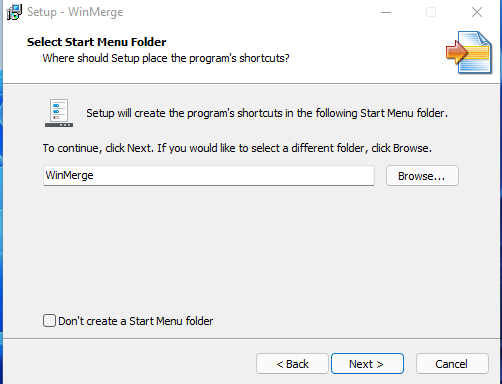 Setup - WinMerge
Select Start Menu Folder
Where should Setup place the program's shortcuts?
Setup will create the program's shortcuts in the following Start Menu folder.
To continue, click Next. If you would like to select a different folder, click Browse.
WinMerge
Browse...
Don't create a Start Menu folder
< Back
Next >
Cancel